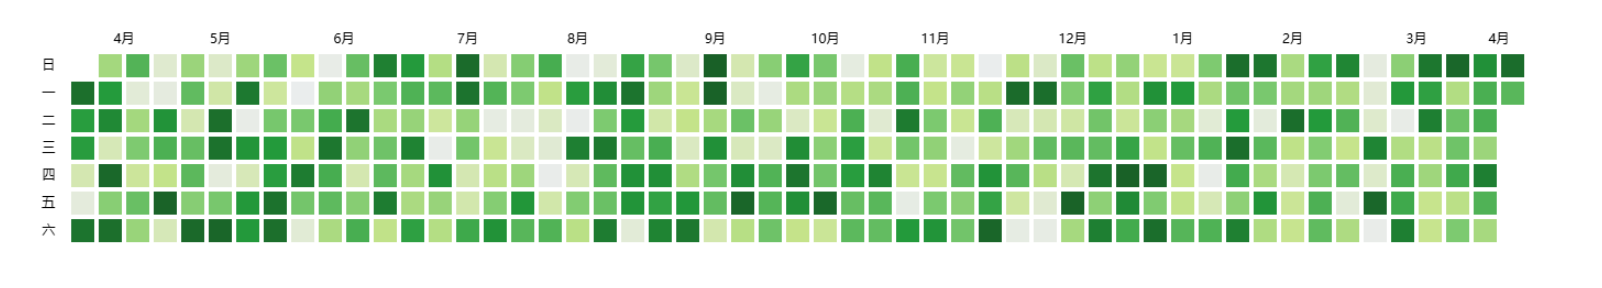 4月 5月 6月 7月 8月 9月 10月 11月 12月 1月 2月 3月 4月
日
一
二
三
四
五
六